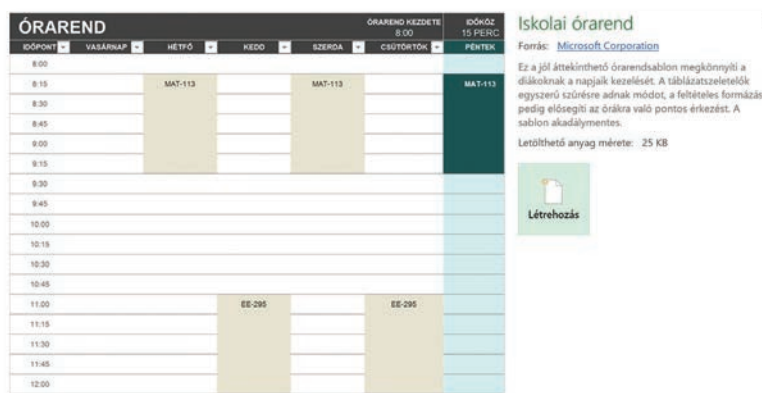 ÓRAREND
ÓRAREND KEZDETE
8:00
IDŐKÖZ
15 PERC
IDŐPONT VASÁRNAP HÉTFŐ KEDD SZERDA CSÜTÖRTÖK PÉNTEK
8:00
8:15 MAT-113 MAT-113 MAT-113
8:30
8:45
9:00
9:15
9:30
9:45
10:00
10:15
10:30
10:45
11:00 EE-295 EE-295
11:15
11:30
11:45
12:00
Iskolai órarend
Forrás: Microsoft Corporation
Ez a jól áttekinthető órarendsablon megkönnyíti a
diákoknak a napjaik kezelését. A táblázatszeletelők
egyszerű szűrésre adnak módot, a feltételes formázás
pedig elősegíti az órákra való pontos érkezést. A
sablon akadálymentes.
Letölthető anyag mérete: 25 KB
Létrehozás